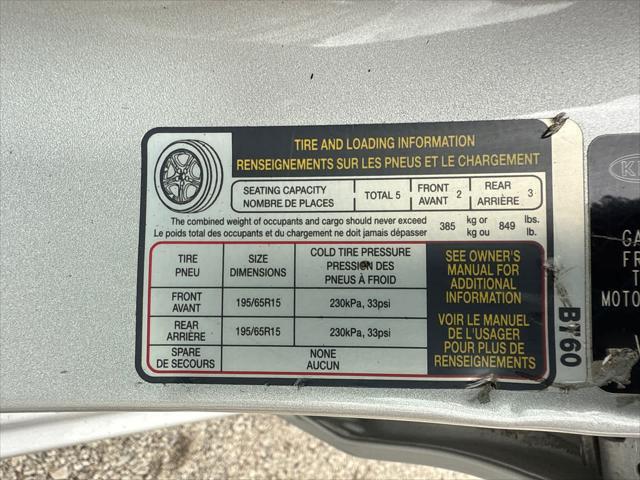 TIRE AND LOADING INFORMATION
RENSEIGNEMENTS SUR LES PNEUS ET LE CHARGEMENT
SEATING CAPACITY
NOMBRE DE PLACES
TOTAL 5
FRONT
AVANT 2
REAR
ARRIÈRE 3
The combined weight of occupants and cargo should never exceed
Le poids total des occupants et du chargement ne doit jamais dépasser
385
kg or
kg ou
849
lbs.
lb.
TIRE
PNEU
SIZE
DIMENSIONS
COLD TIRE PRESSURE
PRESSION DES
PNEUS À FROID
FRONT
AVANT
195/65R15
230kPa, 33psi
REAR
ARRIÈRE
195/65R15
230kPa, 33psi
SPARE
DE SECOURS
NONE
AUCUN
SEE OWNER'S
MANUAL FOR
ADDITIONAL
INFORMATION
VOIR LE MANUEL
DE L'USAGER
POUR PLUS DE
RENSEIGNEMENTS
BT60
GA
FR
T
MOTO
V